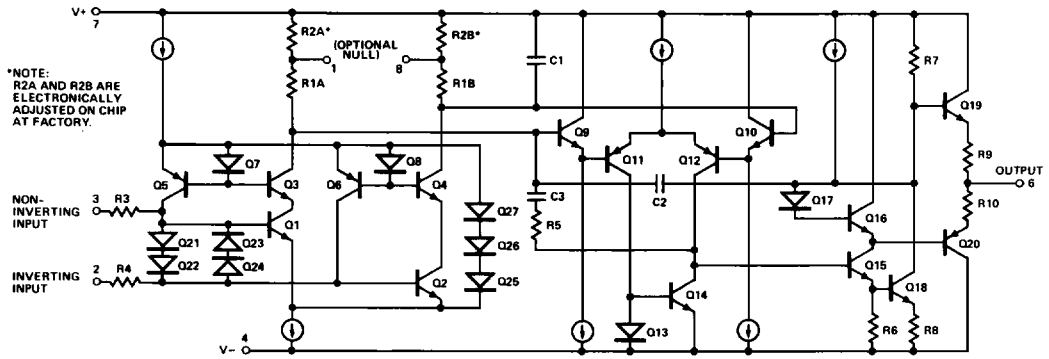 V+
7
R2A*
R2B*
(OPTIONAL
NULL)
1
8
R1A
R1B
C1
R7
*NOTE:
R2A AND R2B ARE
ELECTRONICALLY
ADJUSTED ON CHIP
AT FACTORY.
Q19
Q9
Q10
Q11
Q12
Q7
Q8
R9
Q5
Q3
Q6
Q4
OUTPUT
6
NON-
INVERTING
INPUT
3
R3
C3
C2
Q17
R10
Q1
Q27
R5
Q16
Q21
Q23
Q20
Q22
Q24
Q26
Q15
INVERTING
INPUT
2
R4
Q2
Q25
Q14
Q18
Q13
R6
R8
V-
4